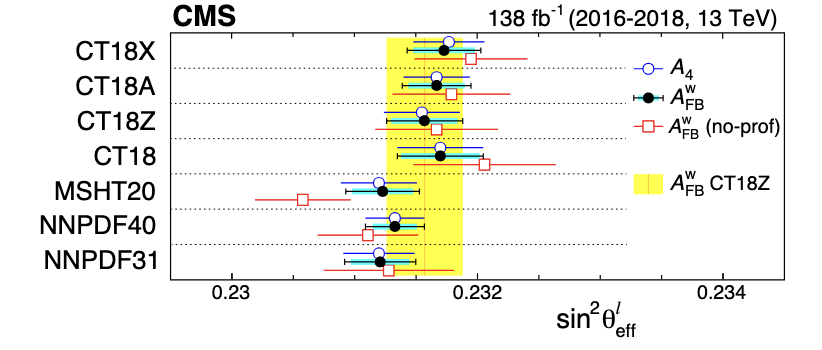 CMS 138 fb⁻¹ (2016-2018, 13 TeV)
CT18X
CT18A
CT18Z
CT18
MSHT20
NNPDF40
NNPDF31
A₄
A^w_FB
A^w_FB (no-prof)
A^w_FB CT18Z
0.23 0.232 0.234
sin²θ^l_eff